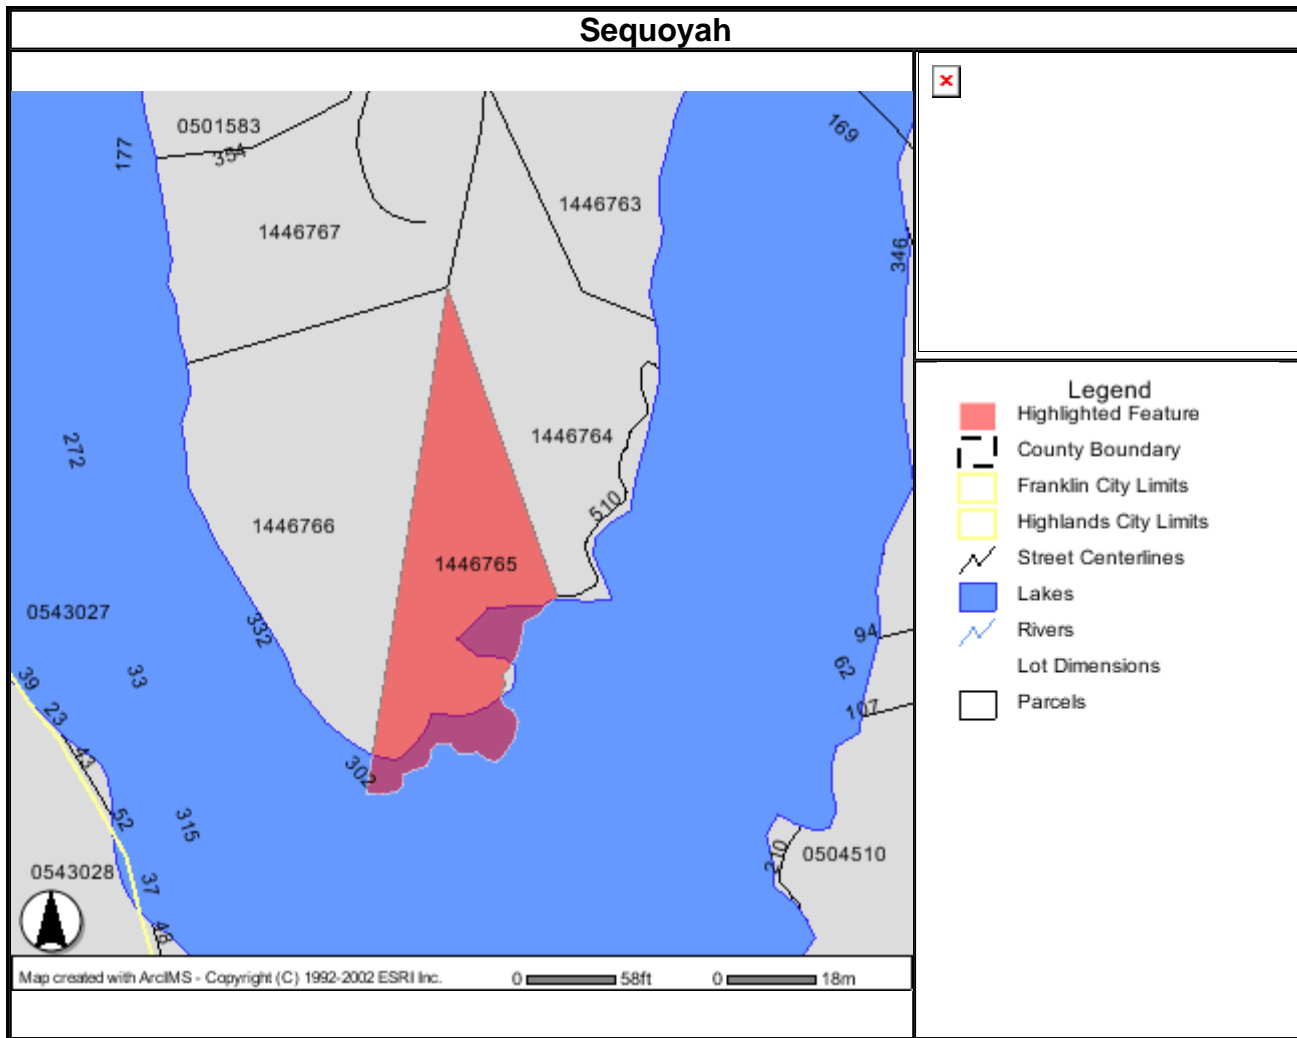 Sequoyah
0501583
354
177
169
1446763
1446767
346
272
1446764
510
1446766
1446765
0543027
332
94
33
62
39
23
107
43
302
52
315
210
0504510
0543028
37
48
Map created with ArcIMS - Copyright (C) 1992-2002 ESRI Inc.
0 58ft
0 18m
Legend
Highlighted Feature
County Boundary
Franklin City Limits
Highlands City Limits
Street Centerlines
Lakes
Rivers
Lot Dimensions
Parcels